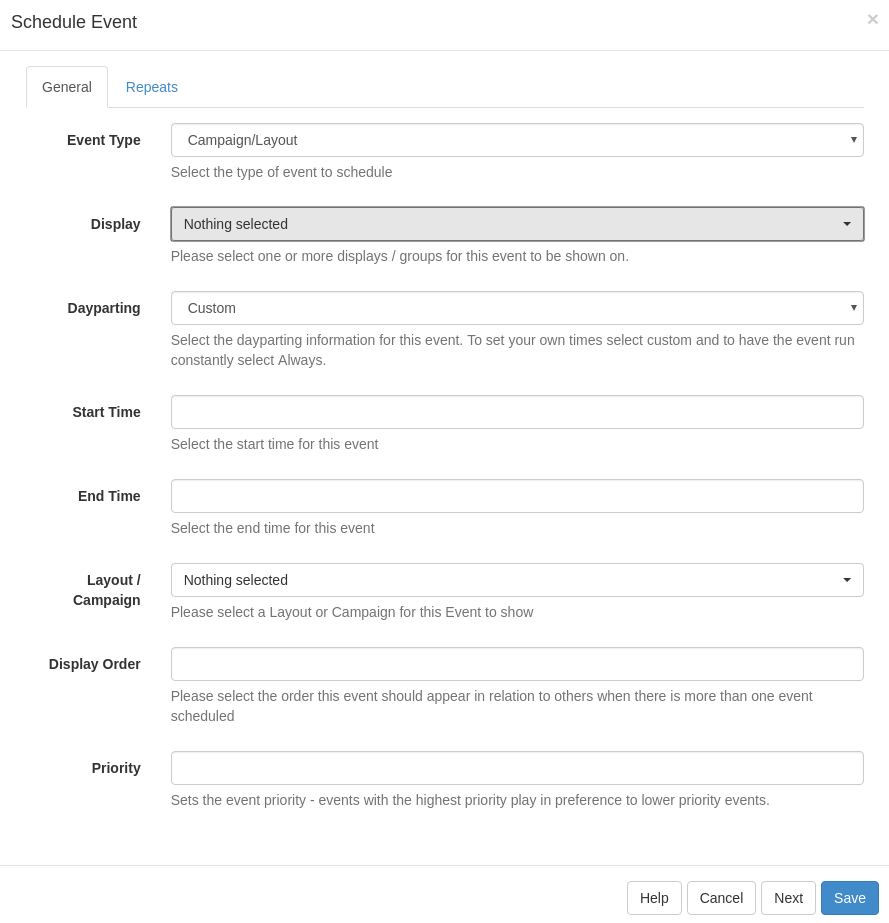 Schedule Event ×
General Repeats
Event Type Campaign/Layout
Select the type of event to schedule
Display Nothing selected
Please select one or more displays / groups for this event to be shown on.
Dayparting Custom
Select the dayparting information for this event. To set your own times select custom and to have the event run
constantly select Always.
Start Time
Select the start time for this event
End Time
Select the end time for this event
Layout / Nothing selected
Campaign
Please select a Layout or Campaign for this Event to show
Display Order
Please select the order this event should appear in relation to others when there is more than one event
scheduled
Priority
Sets the event priority - events with the highest priority play in preference to lower priority events.
Help Cancel Next Save